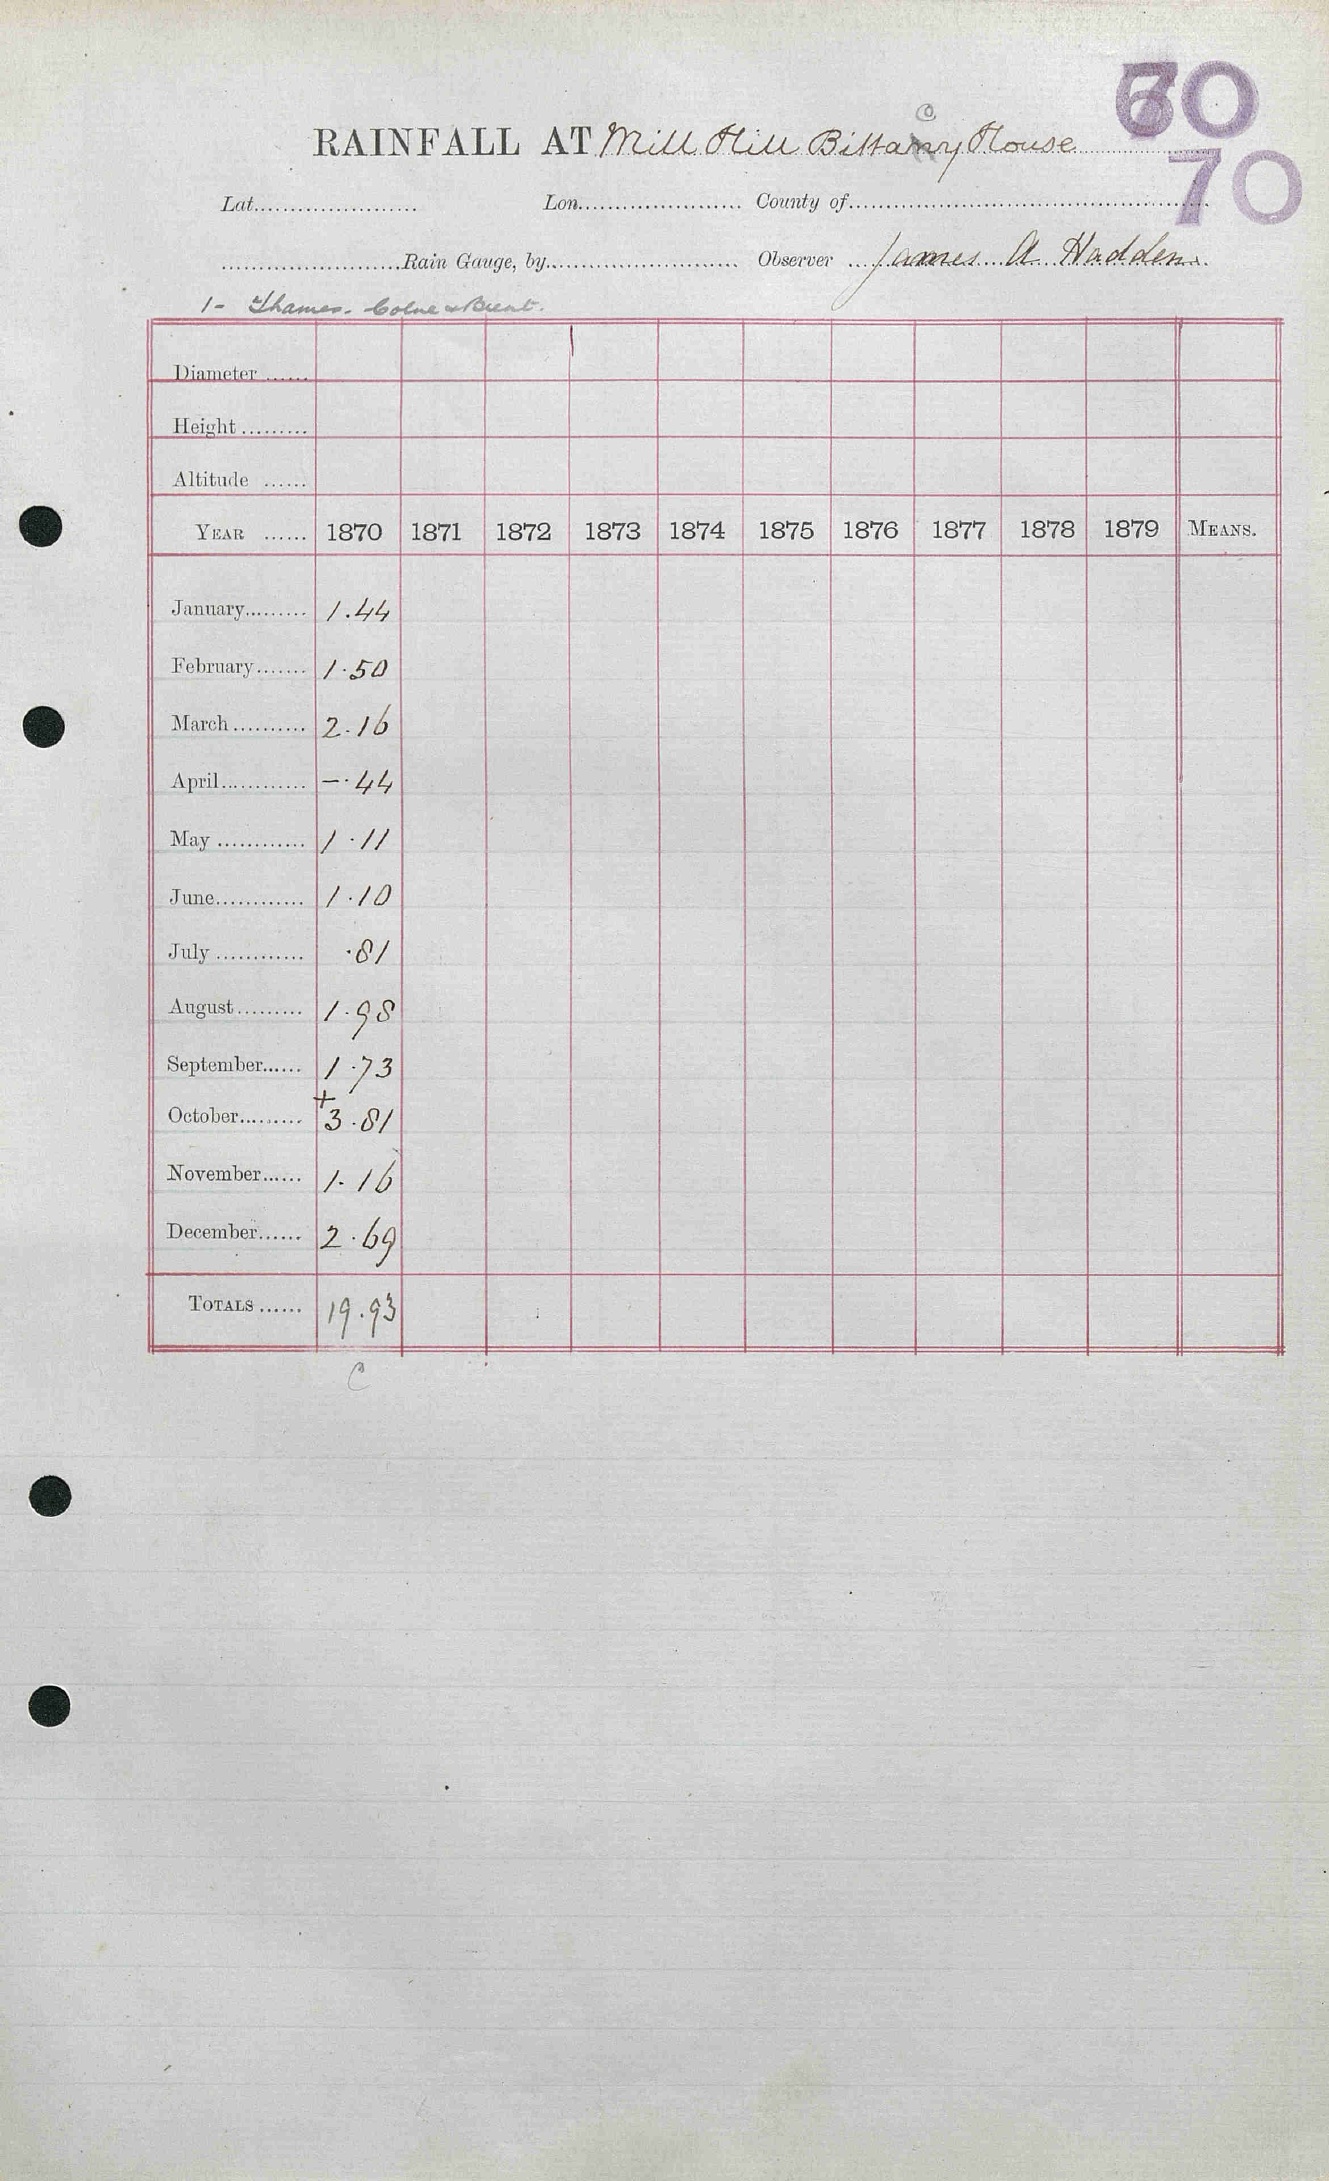 60
70
RAINFALL AT Mill Hill Bittany House
Lat...................... Lon...................... County of......................
......................Rain Gauge, by...................... Observer James A Hadden
1- Thames. Colne & Brent.
Diameter ......
Height .........
Altitude ......
YEAR ...... 1870 1871 1872 1873 1874 1875 1876 1877 1878 1879 MEANS.
January......... 1.44
February....... 1.50
March .......... 2.16
April............ -.44
May ............ 1.11
June............ 1.10
July ............ .81
August......... 1.98
September...... 1.73
+
October......... 3.81
November...... 1.16
December...... 2.69
TOTALS ...... 19.93
C